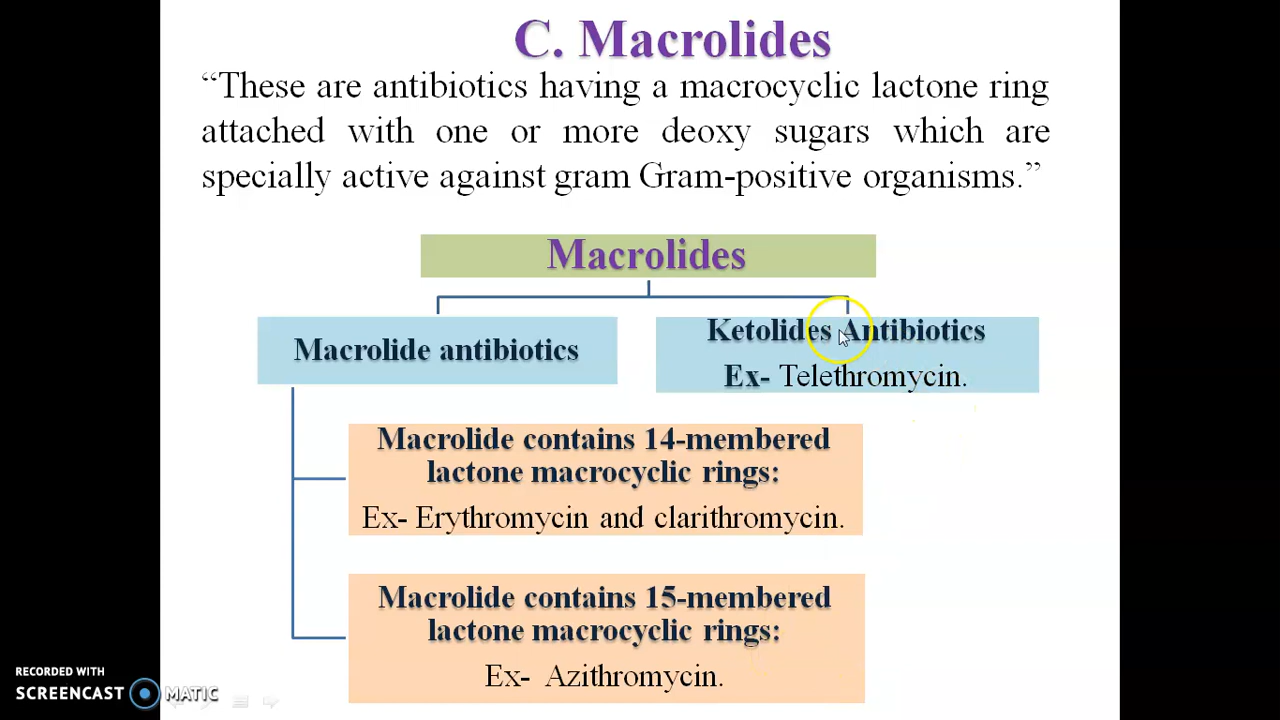 C. Macrolides
“These are antibiotics having a macrocyclic lactone ring
attached with one or more deoxy sugars which are
specially active against gram Gram-positive organisms.”
Macrolides
Macrolide antibiotics
Ketolides Antibiotics
Ex- Telethromycin.
Macrolide contains 14-membered
lactone macrocyclic rings:
Ex- Erythromycin and clarithromycin.
Macrolide contains 15-membered
lactone macrocyclic rings:
Ex- Azithromycin.
RECORDED WITH
SCREENCAST MATIC